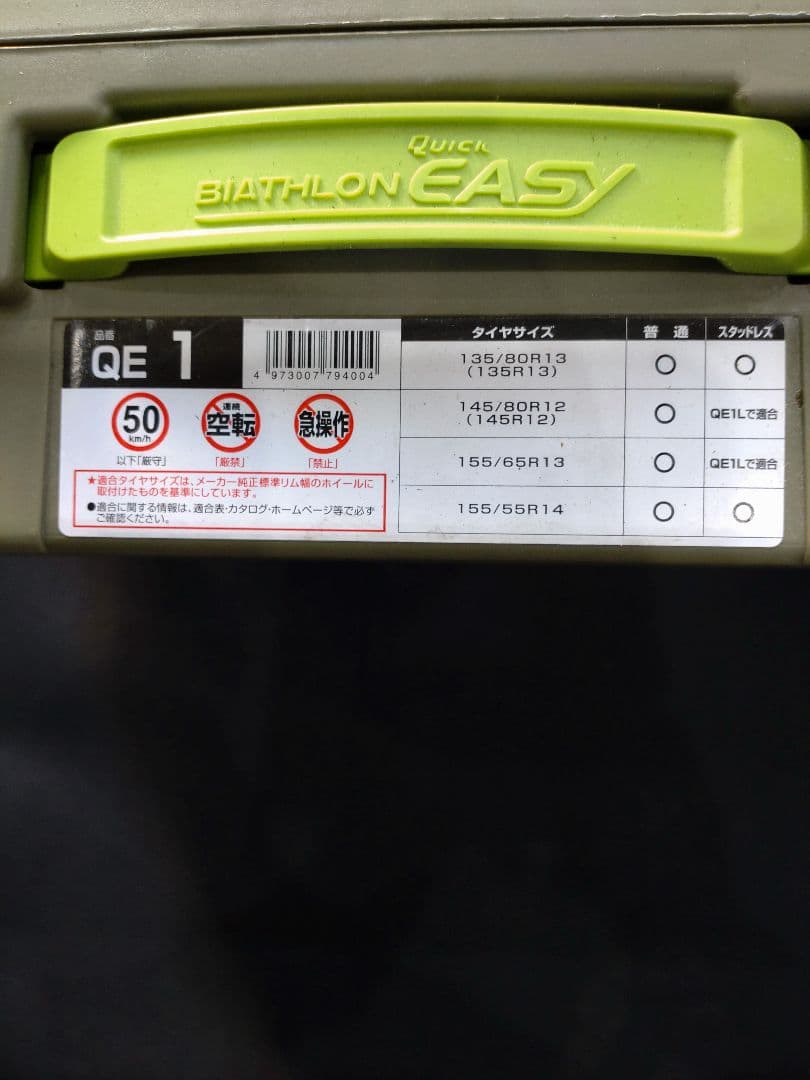 QUICK
BIATHLON EASY
品番
QE 1
4 973007 794004
タイヤサイズ 普通 スタッドレス
135/80R13 ○ ○
(135R13)
145/80R12 ○ QE1Lで適合
(145R12)
155/65R13 ○ QE1Lで適合
155/55R14 ○ ○
50 連続 急操作
km/h 空転
以下「厳守」 「厳禁」 「禁止」
★適合タイヤサイズは、メーカー純正標準リム幅のホイールに
取付けたものを基準にしています。
●適合に関する情報は、適合表・カタログ・ホームページ等で必ず
ご確認ください。